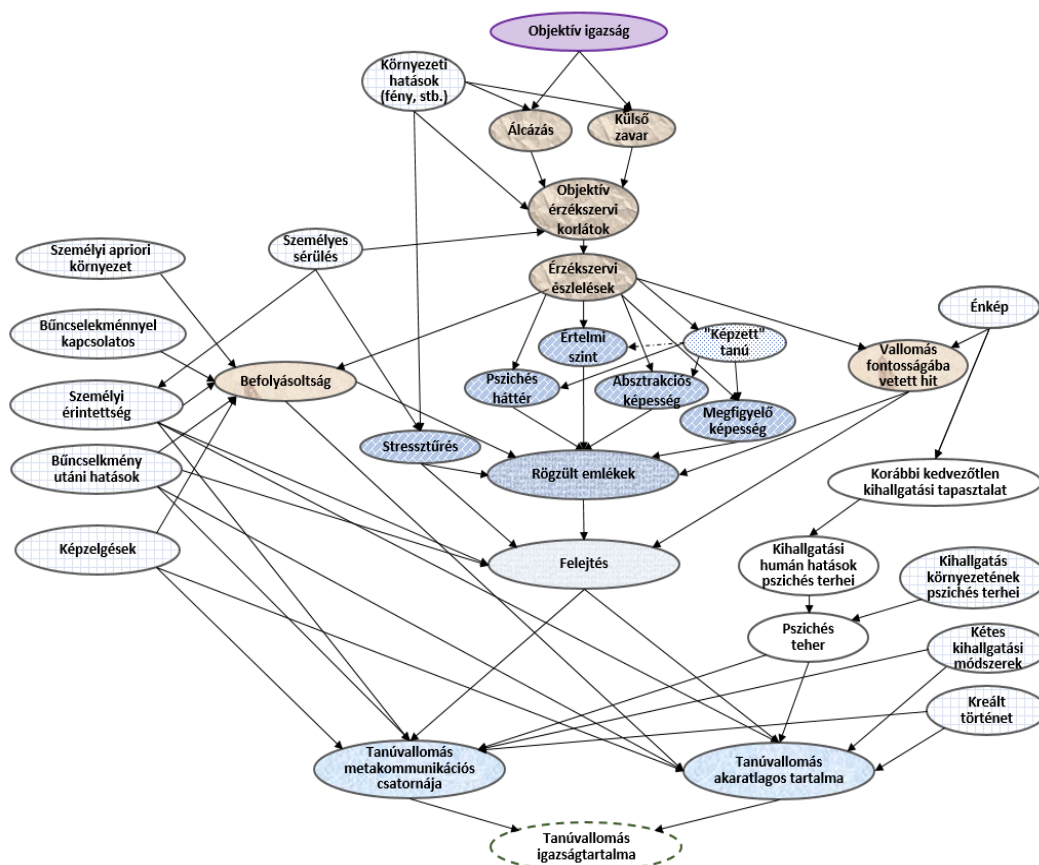 Objektív igazság
Környezeti
hatások
(fény, stb.)
Álcázás
Külső
zavar
Objektív
érzékszervi
korlátok
Személyes
sérülés
Személyi apriori
környezet
Érzékszervi
észlelések
Énkép
Bűncselekménnyel
kapcsolatos
Értelmi
szint
"Képzett"
tanú
Vallomás
fontosságába
vetett hit
Befolyásoltság
Pszichés
háttér
Absztrakciós
képesség
Személyi
érintettség
Megfigyelő
képesség
Stressztűrés
Bűncselkmény
utáni hatások
Rögzült emlékek
Korábbi kedvezőtlen
kihallgatási tapasztalat
Képzelgések
Felejtés
Kihallgatási
humán hatások
pszichés terhei
Kihallgatás
környezetének
pszichés terhei
Pszichés
teher
Kétes
kihallgatási
módszerek
Kreált
történet
Tanúvallomás
metakommunikációs
csatornája
Tanúvallomás
akaratlagos tartalma
Tanúvallomás
igazságtartalma